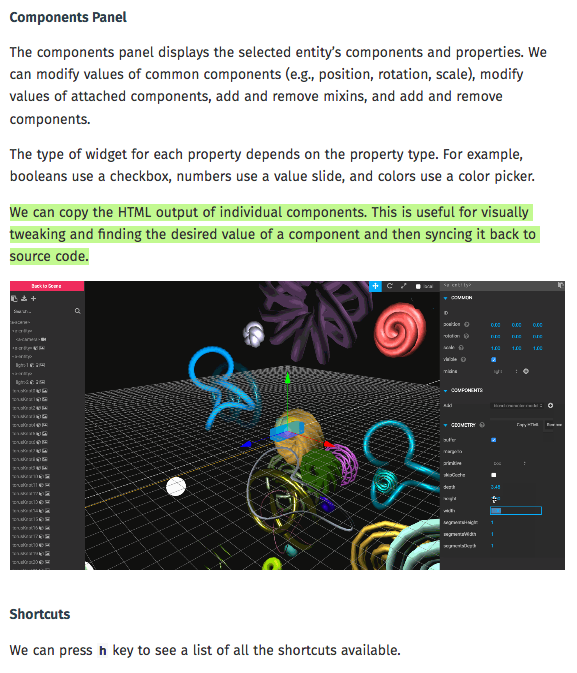 Components Panel
The components panel displays the selected entity's components and properties. We
can modify values of common components (e.g., position, rotation, scale), modify
values of attached components, add and remove mixins, and add and remove
components.
The type of widget for each property depends on the property type. For example,
booleans use a checkbox, numbers use a value slide, and colors use a color picker.
We can copy the HTML output of individual components. This is useful for visually
tweaking and finding the desired value of a component and then syncing it back to
source code.
Back to Scene
Search...
COMMON
ID
position 0.00 0.00 0.00
rotation 0.00 0.00 0.00
scale 1.00 1.00 1.00
visible
mixins
COMPONENTS
Add
GEOMETRY Copy HTML
buffer
primitive
skipCache
depth 3.45
height
width
segmentsHeight 1
segmentsWidth 1
segmentsDepth 1
Shortcuts
We can press h key to see a list of all the shortcuts available.